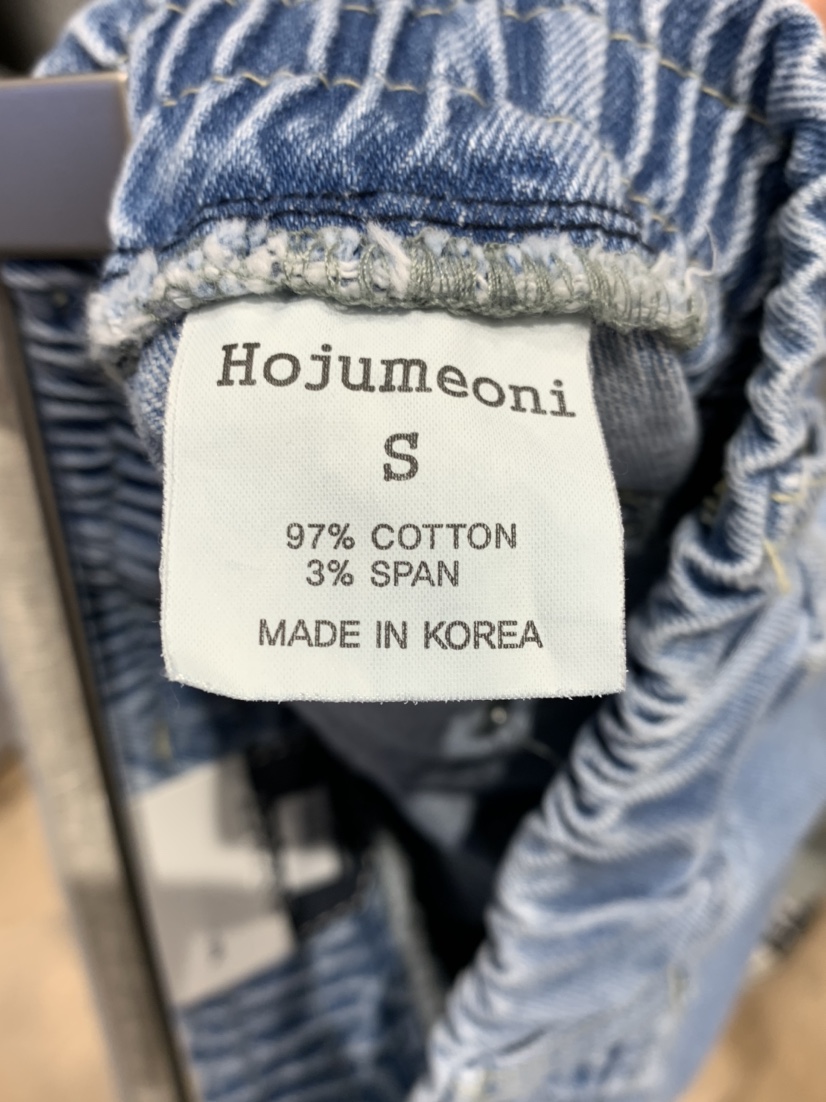 Hojumeoni
S
97% COTTON
3% SPAN
MADE IN KOREA